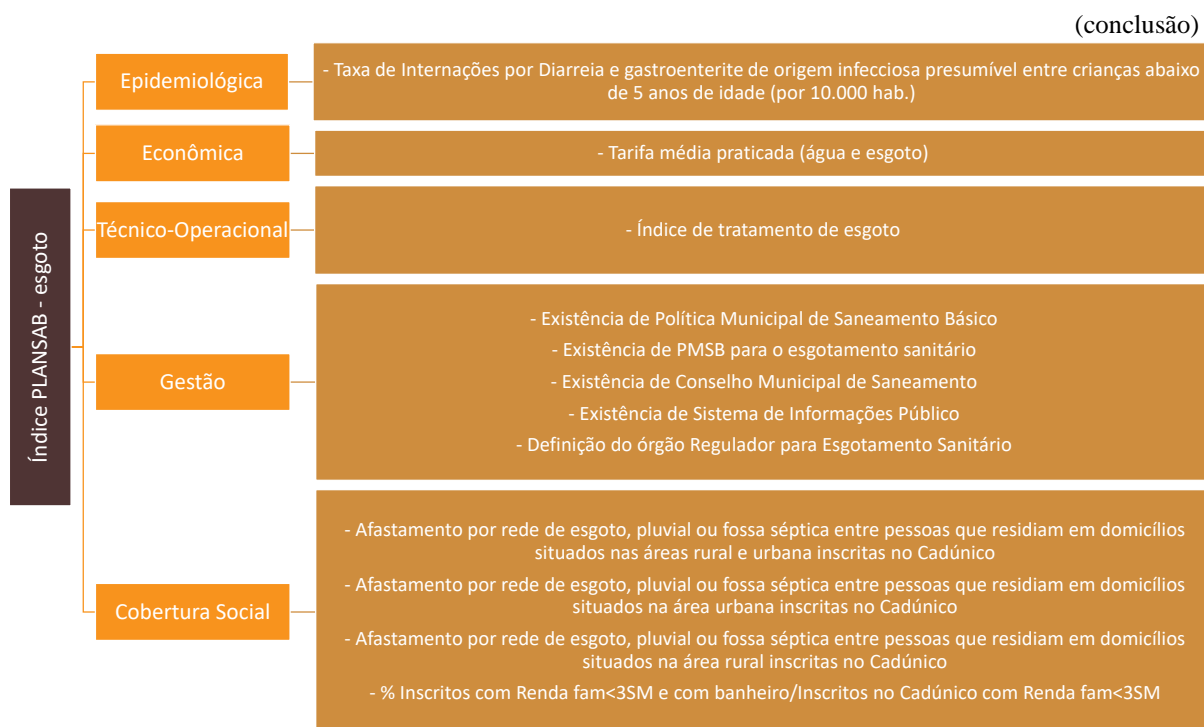 (conclusão)
Índice PLANSAB - esgoto
Epidemiológica
- Taxa de Internações por Diarreia e gastroenterite de origem infecciosa presumível entre crianças abaixo
de 5 anos de idade (por 10.000 hab.)
Econômica
- Tarifa média praticada (água e esgoto)
Técnico-Operacional
- Índice de tratamento de esgoto
Gestão
- Existência de Política Municipal de Saneamento Básico
- Existência de PMSB para o esgotamento sanitário
- Existência de Conselho Municipal de Saneamento
- Existência de Sistema de Informações Público
- Definição do órgão Regulador para Esgotamento Sanitário
Cobertura Social
- Afastamento por rede de esgoto, pluvial ou fossa séptica entre pessoas que residiam em domicílios
situados nas áreas rural e urbana inscritas no Cadúnico
- Afastamento por rede de esgoto, pluvial ou fossa séptica entre pessoas que residiam em domicílios
situados na área urbana inscritas no Cadúnico
- Afastamento por rede de esgoto, pluvial ou fossa séptica entre pessoas que residiam em domicílios
situados na área rural inscritas no Cadúnico
- % Inscritos com Renda fam<3SM e com banheiro/Inscritos no Cadúnico com Renda fam<3SM